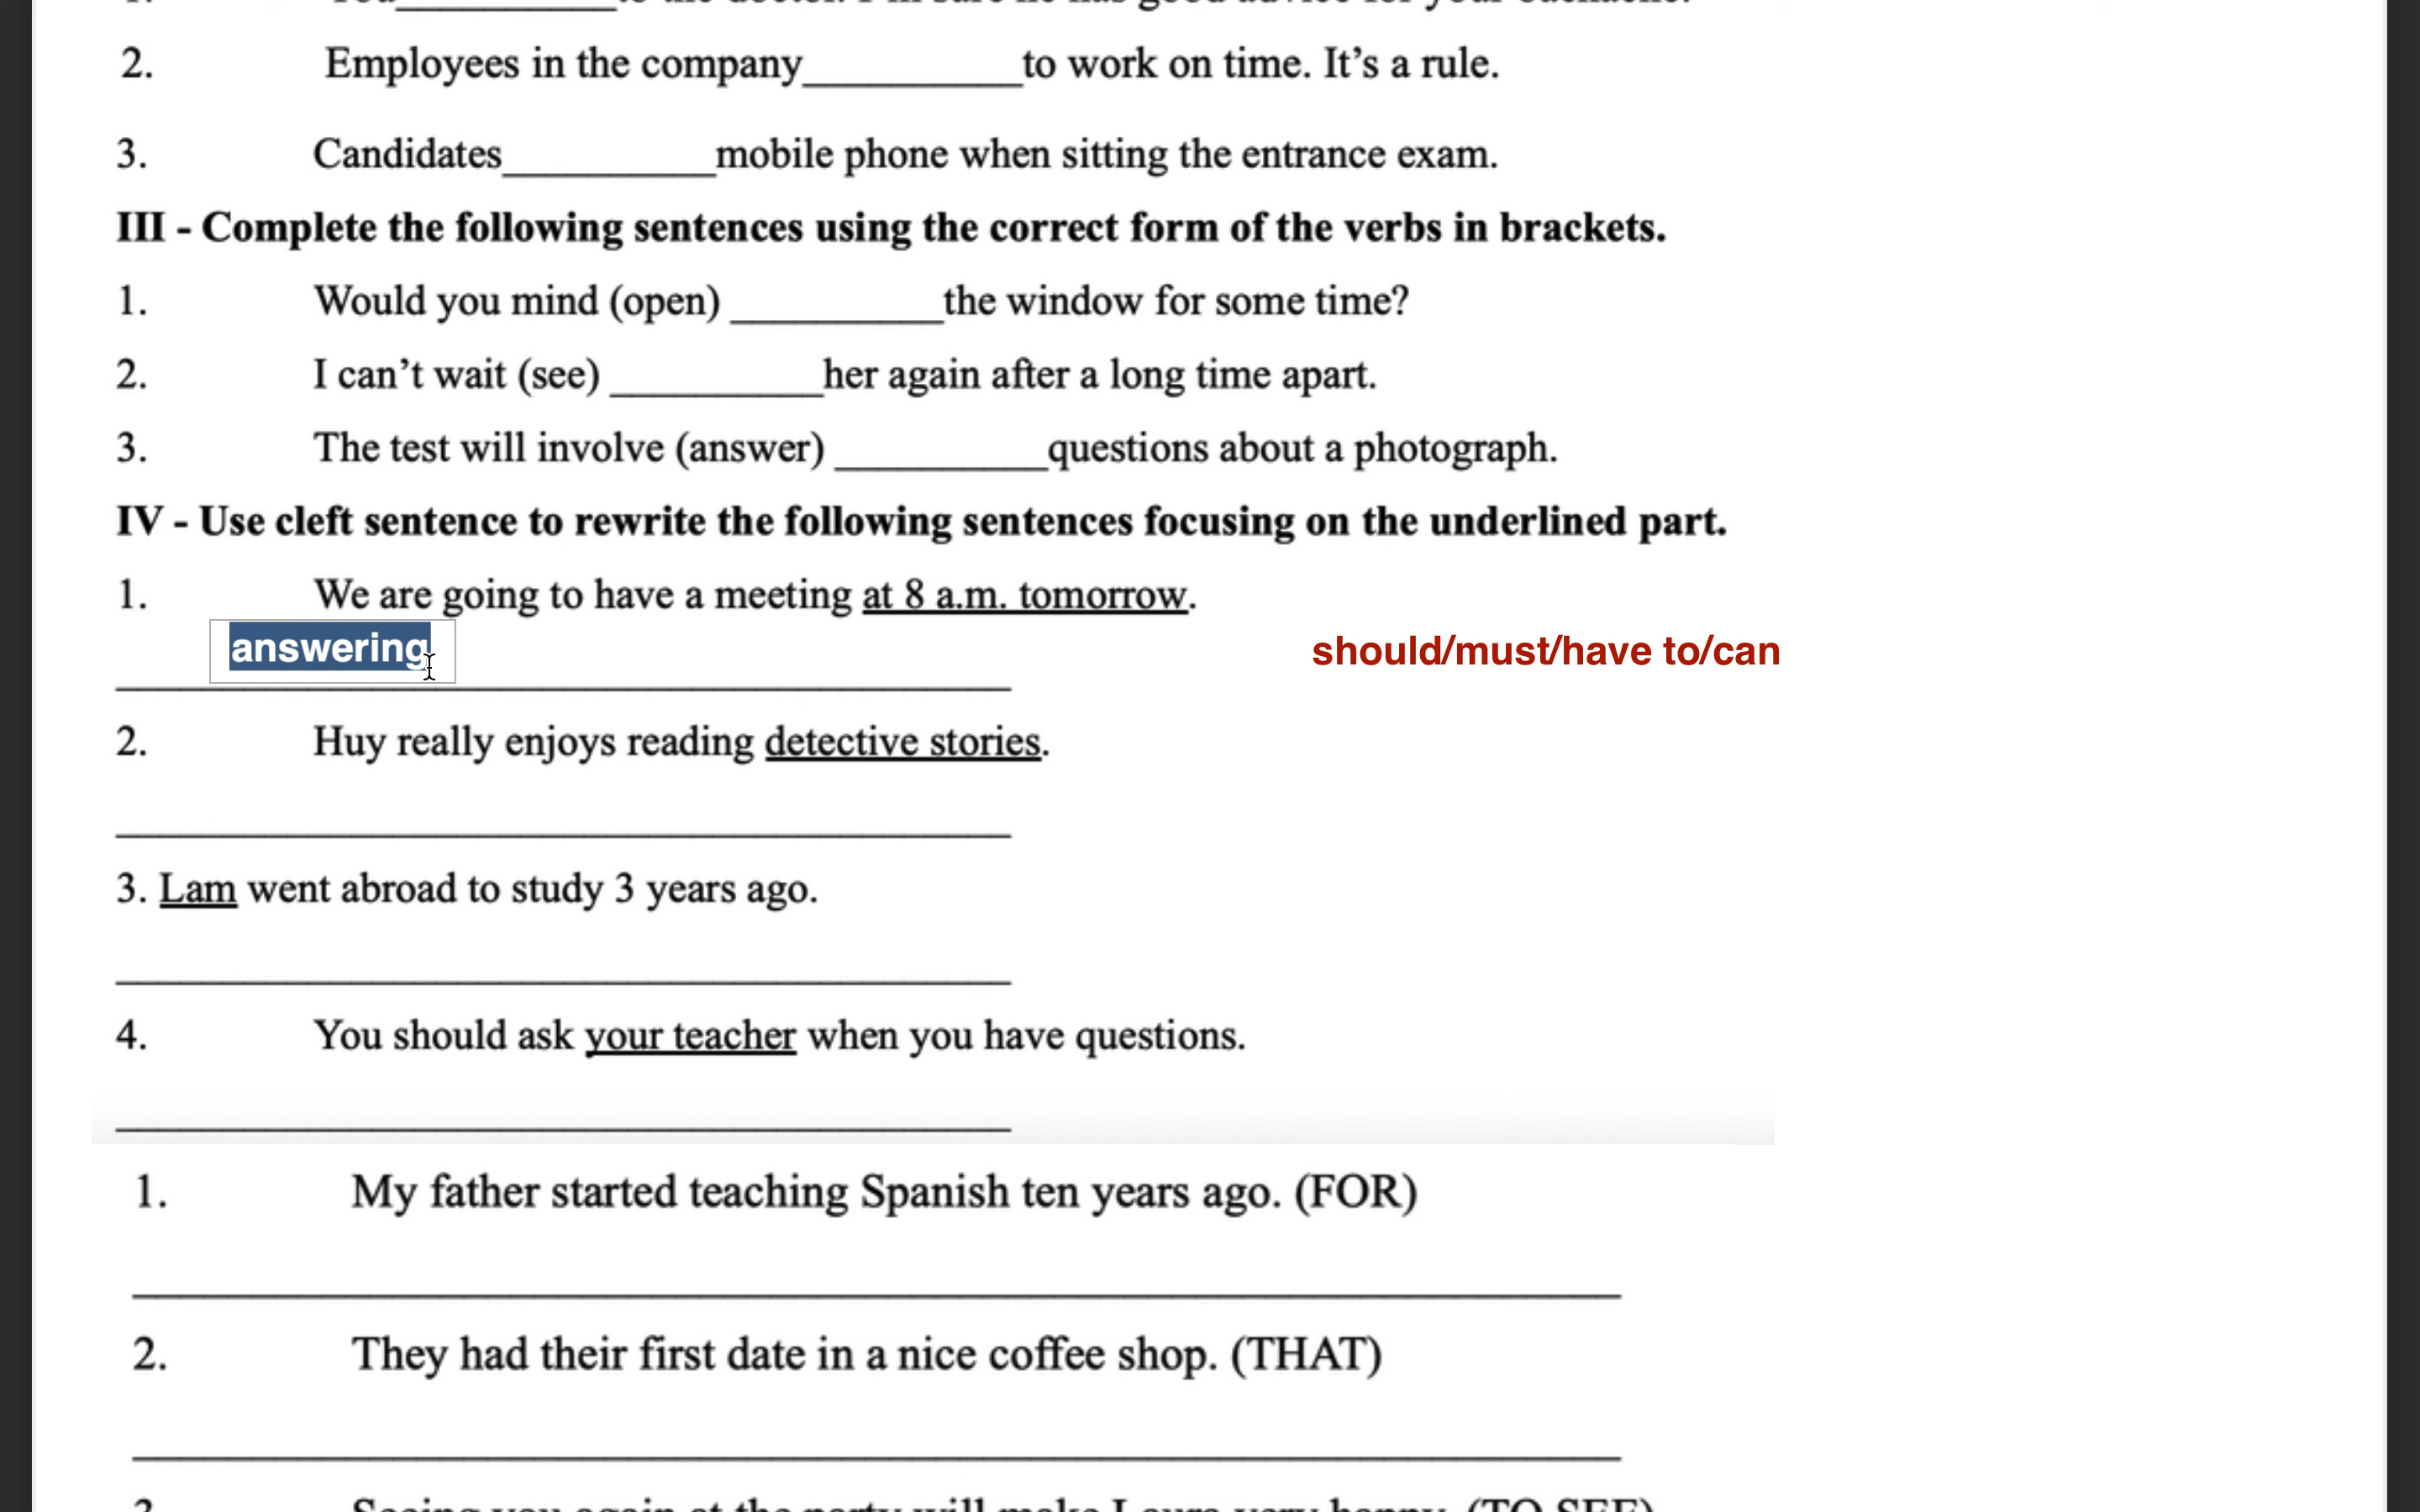 2. Employees in the company__________to work on time. It’s a rule.
3. Candidates__________mobile phone when sitting the entrance exam.
III - Complete the following sentences using the correct form of the verbs in brackets.
1. Would you mind (open) __________the window for some time?
2. I can’t wait (see) __________her again after a long time apart.
3. The test will involve (answer) __________questions about a photograph.
IV - Use cleft sentence to rewrite the following sentences focusing on the underlined part.
1. We are going to have a meeting at 8 a.m. tomorrow.
answering
should/must/have to/can
2. Huy really enjoys reading detective stories.
3. Lam went abroad to study 3 years ago.
4. You should ask your teacher when you have questions.
1. My father started teaching Spanish ten years ago. (FOR)
2. They had their first date in a nice coffee shop. (THAT)